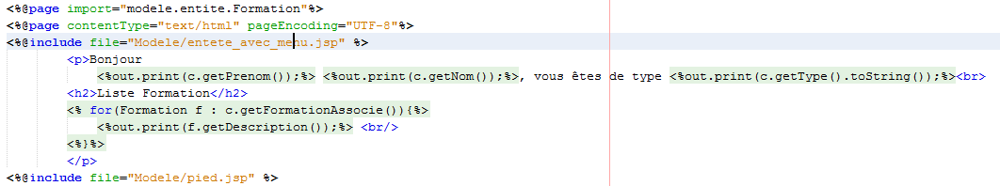 <%@page import="modele.entite.Formation"%>
<%@page contentType="text/html" pageEncoding="UTF-8"%>
<%@include file="Modele/entete_avec_menu.jsp" %>
<p>Bonjour
<%out.print(c.getPrenom());%> <%out.print(c.getNom());%>, vous êtes de type <%out.print(c.getType().toString());%><br>
<h2>Liste Formation</h2>
<% for(Formation f : c.getFormationAssocie()){%>
<%out.print(f.getDescription());%> <br/>
<%}%>
</p>
<%@include file="Modele/pied.jsp" %>